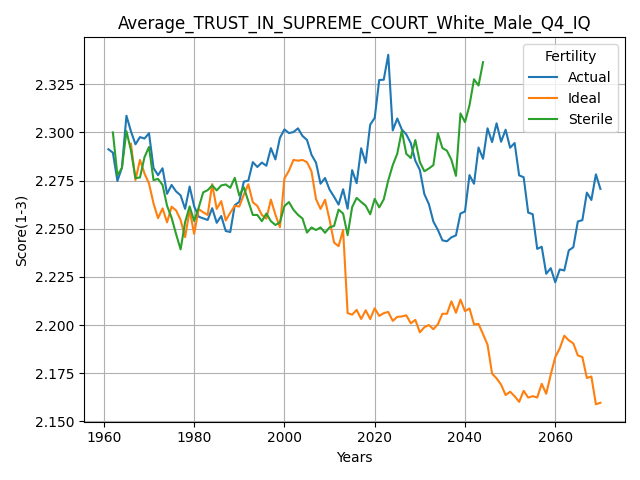 Average_TRUST_IN_SUPREME_COURT_White_Male_Q4_IQ
Fertility
Actual
Ideal
Sterile
Score(1-3)
2.325
2.300
2.275
2.250
2.225
2.200
2.175
2.150
1960 1980 2000 2020 2040 2060
Years